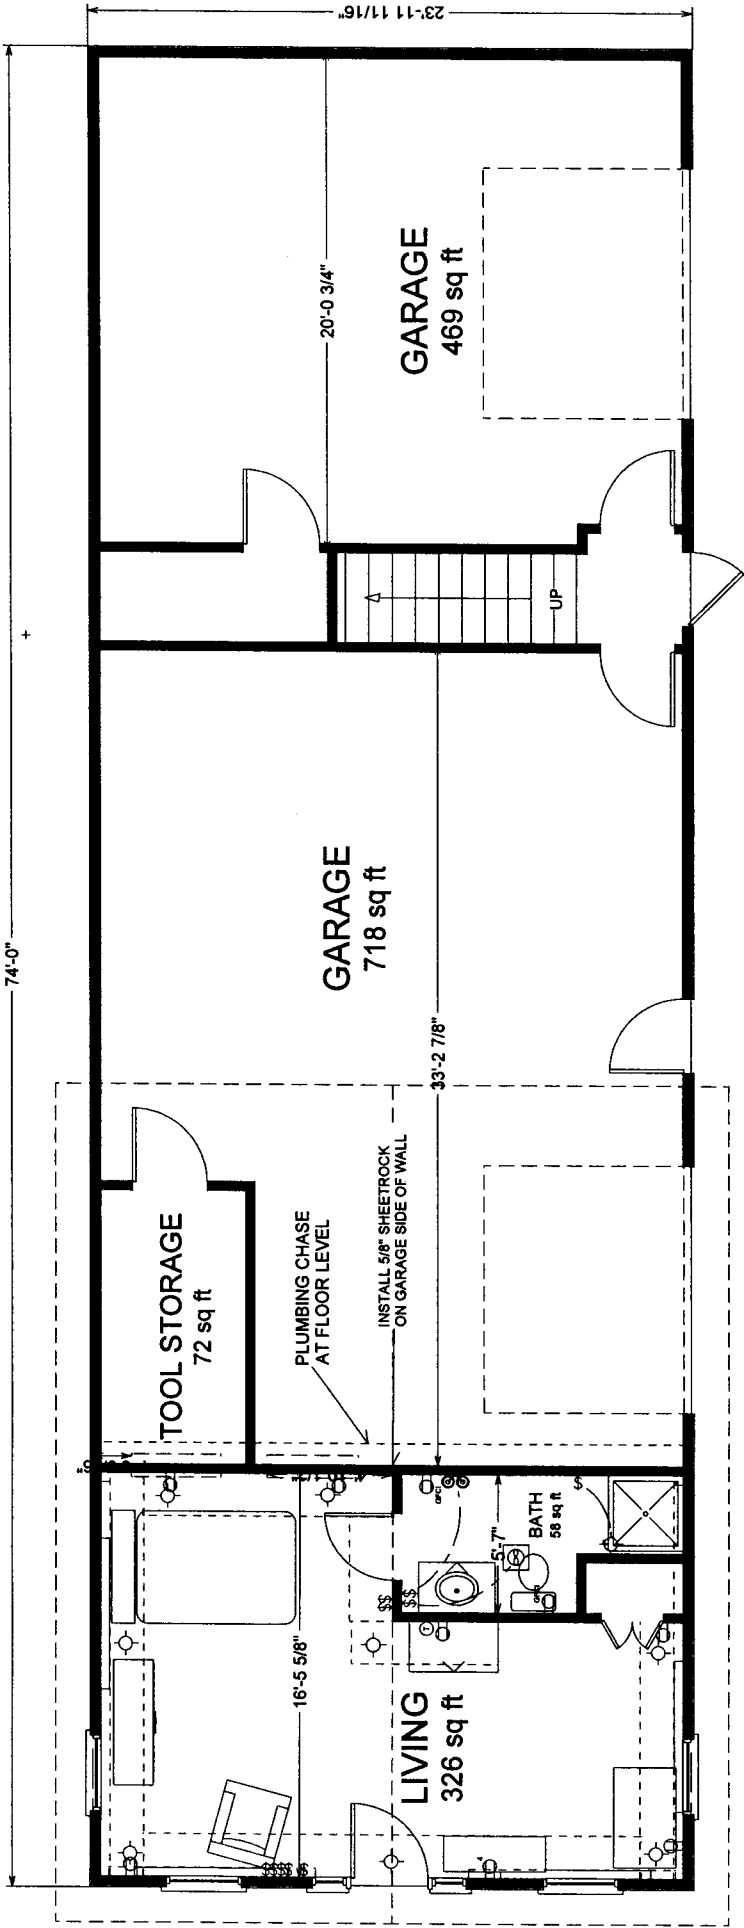 23'-11 11/16"
74'-0"
20'-0 3/4"
GARAGE
469 sq ft
UP
GARAGE
718 sq ft
33'-2 7/8"
TOOL STORAGE
72 sq ft
PLUMBING CHASE
AT FLOOR LEVEL
INSTALL 5/8" SHEETROCK
ON GARAGE SIDE OF WALL
GFCI
BATH
58 sq ft
5'-7"
$
$$
$$
T
16'-5 5/8"
LIVING
326 sq ft
$$$$ $
4